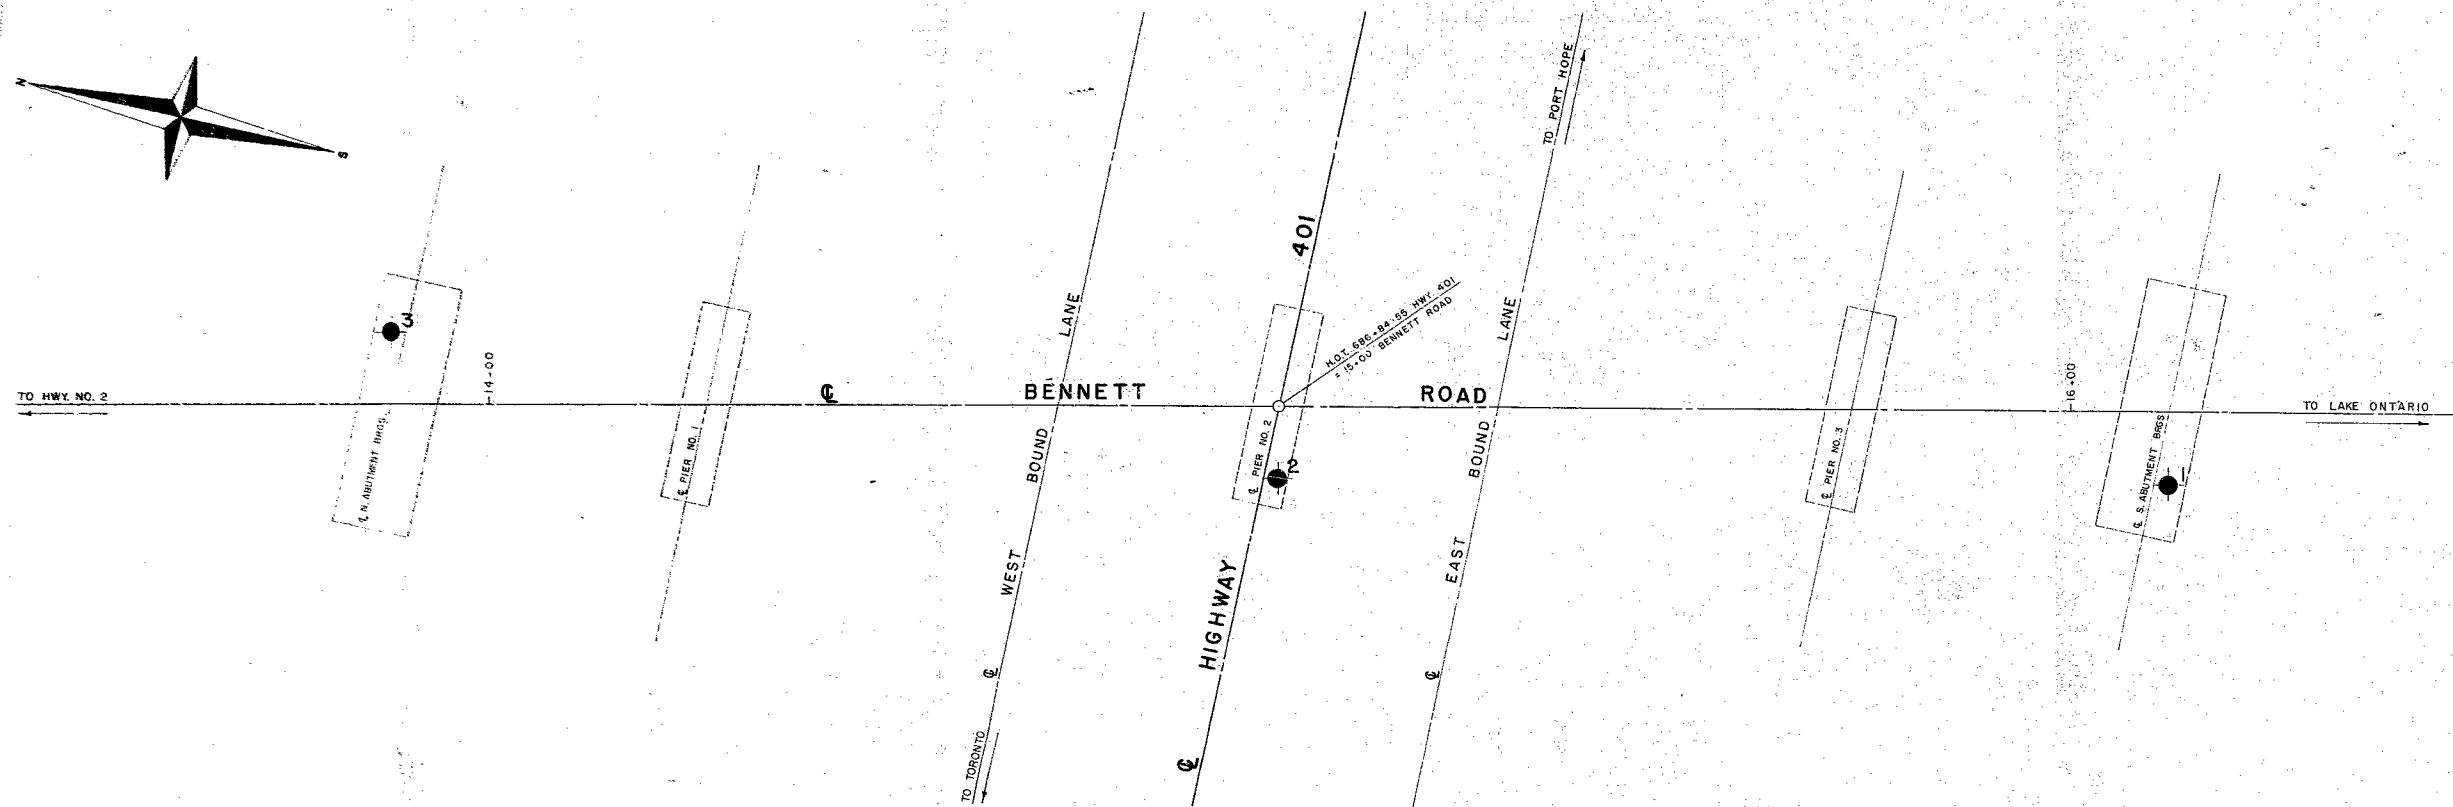 N
S
TO PORT HOPE
401
3
LANE
LANE
H.O.T. 686+84.55 HWY. 401
= 15+00 BENNETT ROAD
14+00
16+00
TO HWY. NO. 2
℄
BENNETT
ROAD
TO LAKE ONTARIO
℄ N. ABUTMENT BRGS.
℄ PIER NO. 1
BOUND
℄ PIER NO. 2
2
BOUND
℄ PIER NO. 3
℄ S. ABUTMENT BRGS.
1
WEST
EAST
HIGHWAY
℄
℄
TO TORONTO
℄